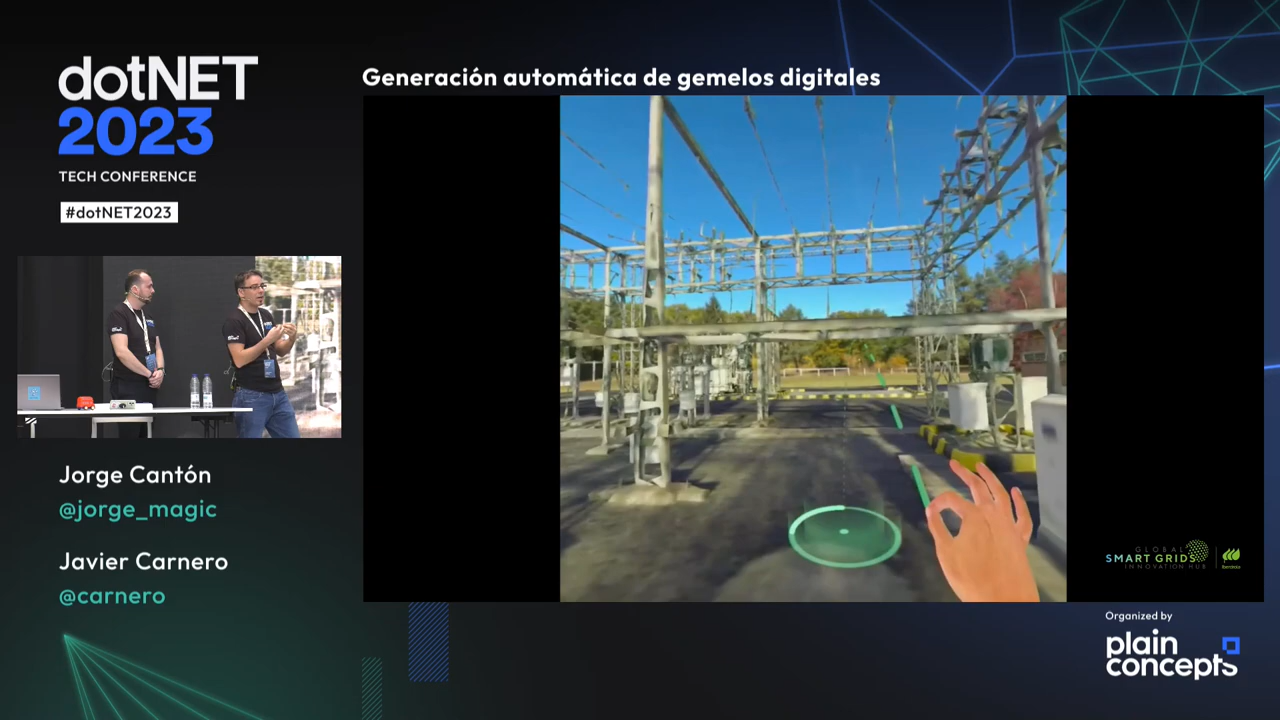 dotNET
2023
TECH CONFERENCE
#dotNET2023
Generación automática de gemelos digitales
Jorge Cantón
@jorge_magic
Javier Carnero
@carnero
GLOBAL
SMART GRIDS
INNOVATION HUB
Iberdrola
Organized by
plain
concepts